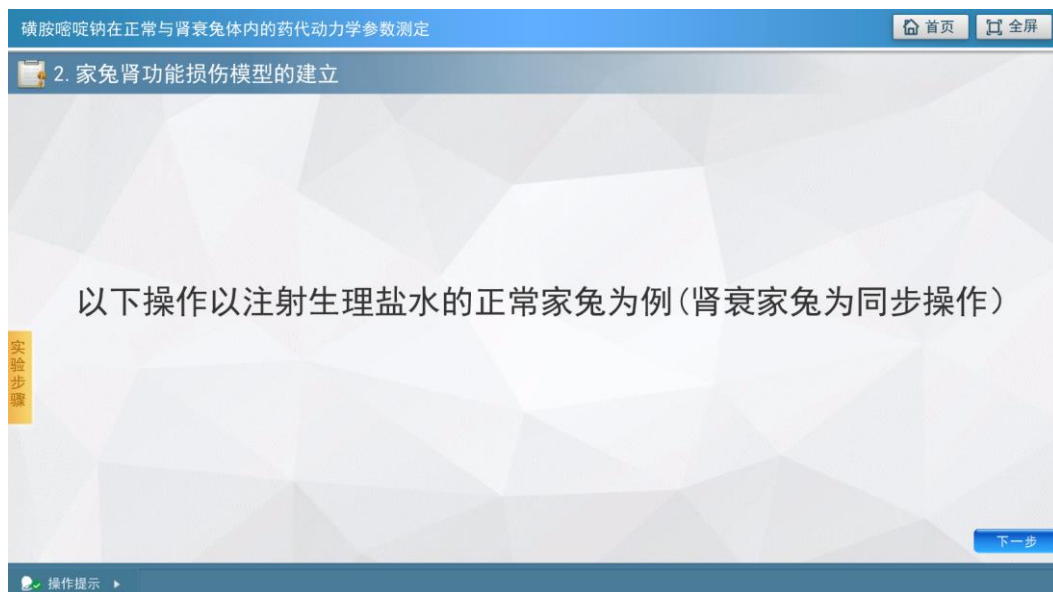 磺胺嘧啶钠在正常与肾衰兔体内的药代动力学参数测定
首页
全屏
2. 家兔肾功能损伤模型的建立
以下操作以注射生理盐水的正常家兔为例(肾衰家兔为同步操作)
实验步骤
下一步
操作提示